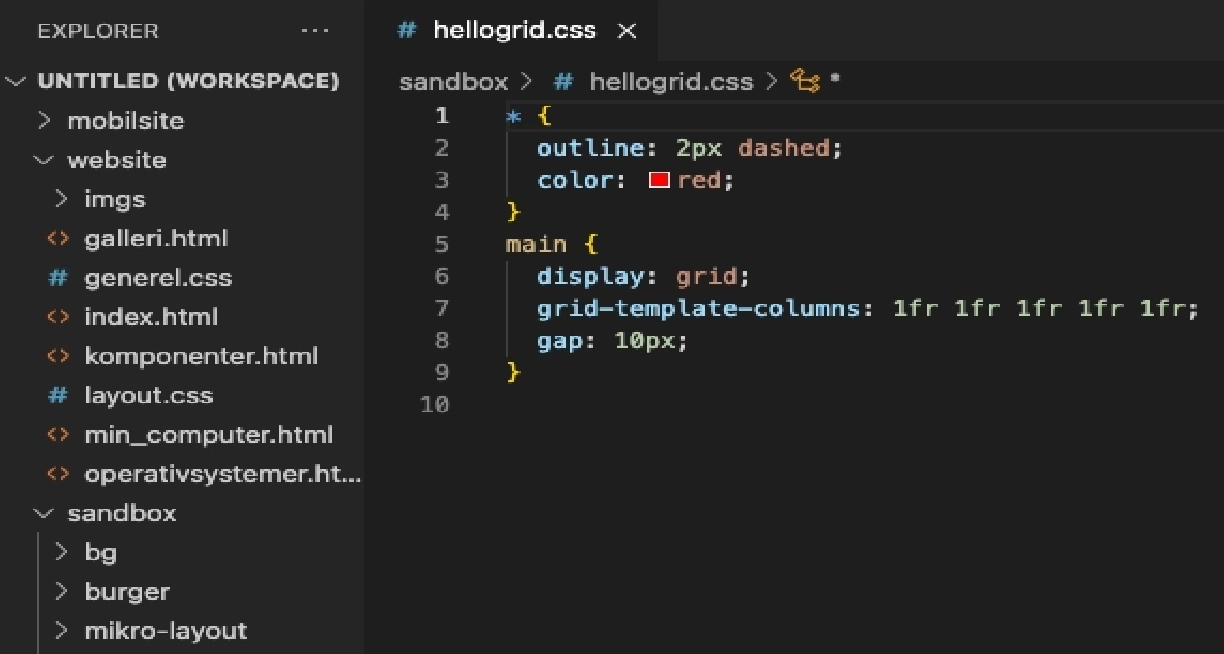 EXPLORER ...
UNTITLED (WORKSPACE)
mobilsite
website
imgs
galleri.html
generel.css
index.html
komponenter.html
layout.css
min_computer.html
operativsystemer.ht...
sandbox
bg
burger
mikro-layout
# hellogrid.css ×
sandbox > # hellogrid.css > *
1 * {
2   outline: 2px dashed;
3   color: red;
4 }
5 main {
6   display: grid;
7   grid-template-columns: 1fr 1fr 1fr 1fr 1fr;
8   gap: 10px;
9 }
10